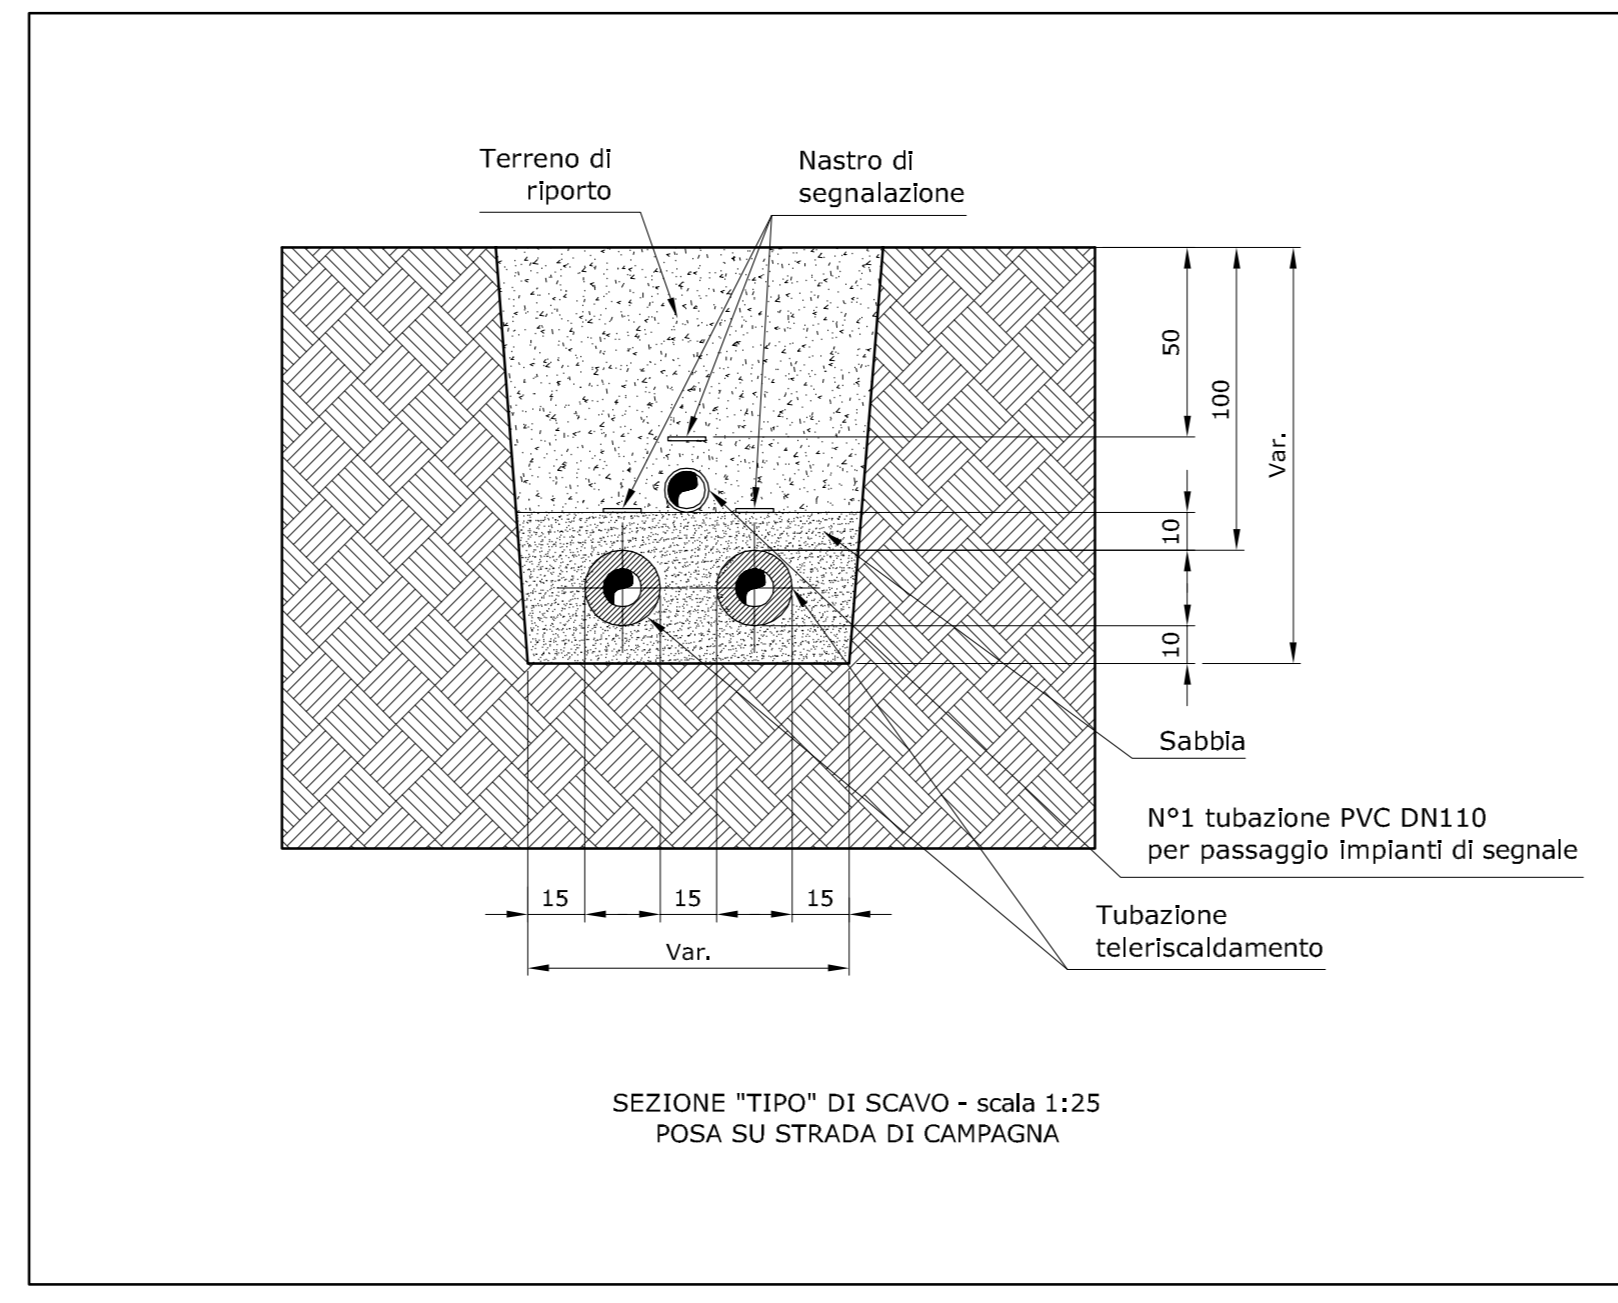 Terreno di
riporto
Nastro di
segnalazione
50
100
Var.
10
10
Sabbia
N°1 tubazione PVC DN110
per passaggio impianti di segnale
15
15
15
Var.
Tubazione
teleriscaldamento
SEZIONE "TIPO" DI SCAVO - scala 1:25
POSA SU STRADA DI CAMPAGNA